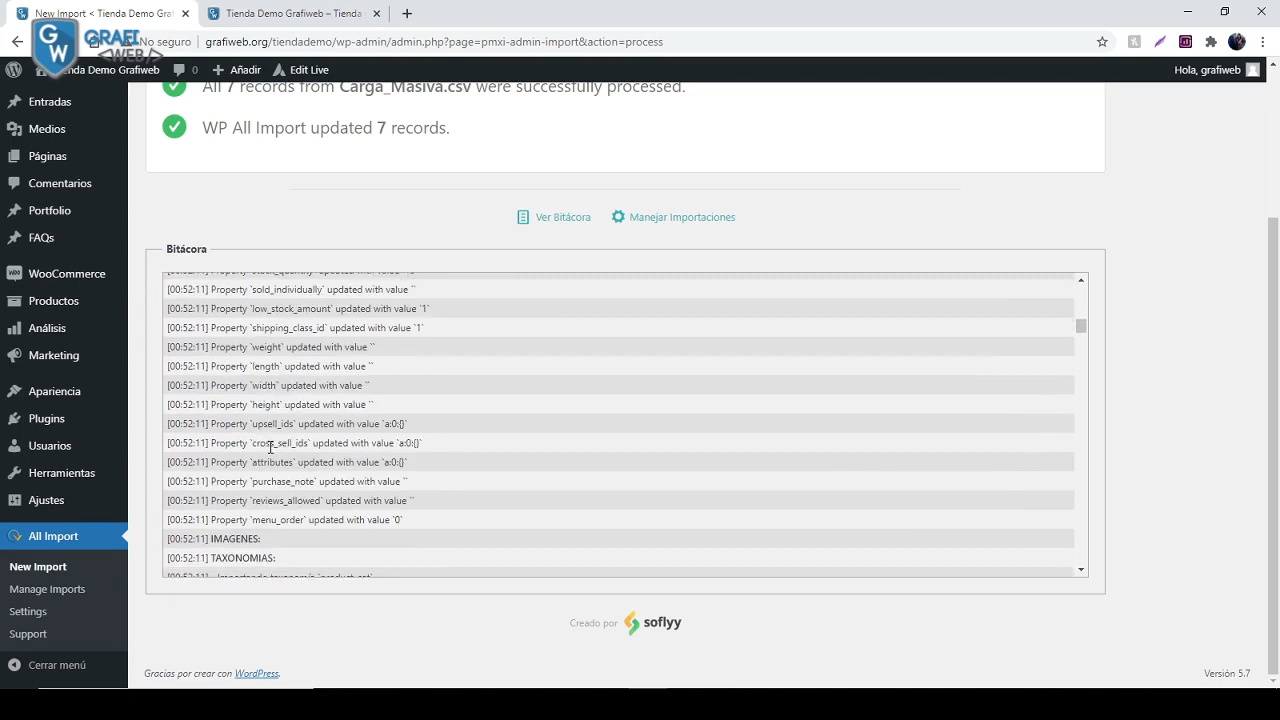 New Import < Tienda Demo Graf
Tienda Demo Grafiweb – Tienda
GW GRAFI
WEB/>
No seguro
grafiweb.org/tiendademo/wp-admin/admin.php?page=pmxi-admin-import&action=process
enda Demo Grafiweb
0
Añadir
Edit Live
Hola, grafiweb
Entradas
Medios
Páginas
Comentarios
Portfolio
FAQs
WooCommerce
Productos
Análisis
Marketing
Apariencia
Plugins
Usuarios
Herramientas
Ajustes
All Import
New Import
Manage Imports
Settings
Support
Cerrar menú
All 7 records from Carga_Masiva.csv were successfully processed.
WP All Import updated 7 records.
Ver Bitácora
Manejar Importaciones
Bitácora
[00:52:11] Property `sold_individually` updated with value ``
[00:52:11] Property `low_stock_amount` updated with value `1`
[00:52:11] Property `shipping_class_id` updated with value `1`
[00:52:11] Property `weight` updated with value ``
[00:52:11] Property `length` updated with value ``
[00:52:11] Property `width` updated with value ``
[00:52:11] Property `height` updated with value ``
[00:52:11] Property `upsell_ids` updated with value `a:0:{}`
[00:52:11] Property `cross_sell_ids` updated with value `a:0:{}`
[00:52:11] Property `attributes` updated with value `a:0:{}`
[00:52:11] Property `purchase_note` updated with value ``
[00:52:11] Property `reviews_allowed` updated with value ``
[00:52:11] Property `menu_order` updated with value `0`
[00:52:11] IMAGENES:
[00:52:11] TAXONOMIAS:
Creado por soflyy
Gracias por crear con WordPress.
Versión 5.7